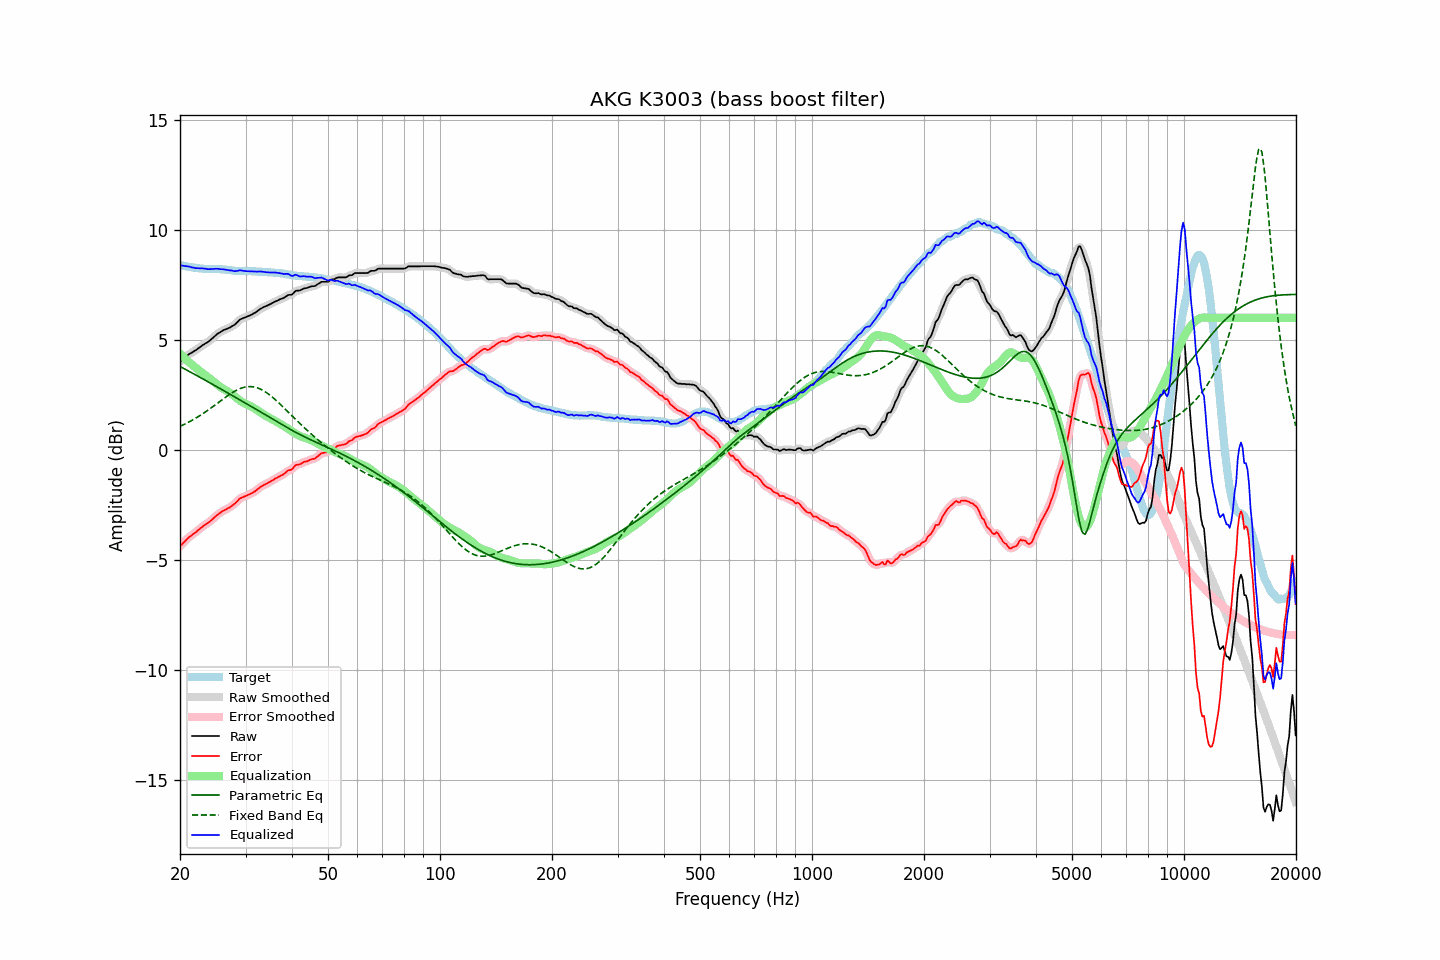 AKG K3003 (bass boost filter)
15
10
5
0
−5
−10
−15
Amplitude (dBr)
Target
Raw Smoothed
Error Smoothed
Raw
Error
Equalization
Parametric Eq
Fixed Band Eq
Equalized
20 50 100 200 500 1000 2000 5000 10000 20000
Frequency (Hz)